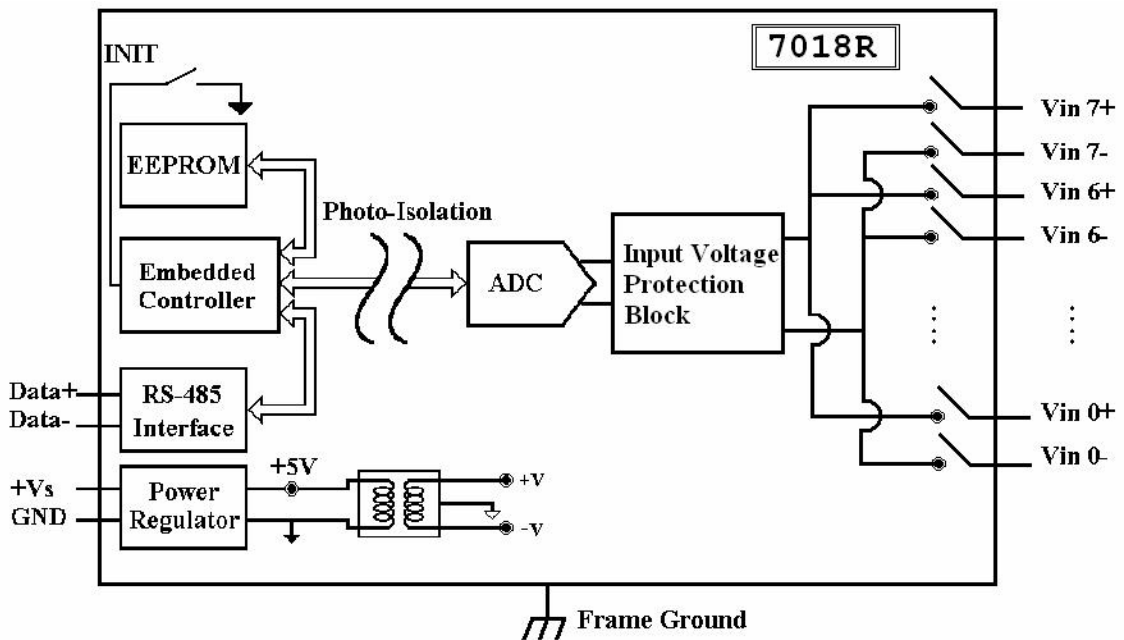 7018R
INIT
EEPROM
Photo-Isolation
Embedded
Controller
ADC
Input Voltage
Protection
Block
Vin 7+
Vin 7-
Vin 6+
Vin 6-
Data+
Data-
RS-485
Interface
Vin 0+
Vin 0-
+Vs
GND
Power
Regulator
+5V
+V
-V
Frame Ground